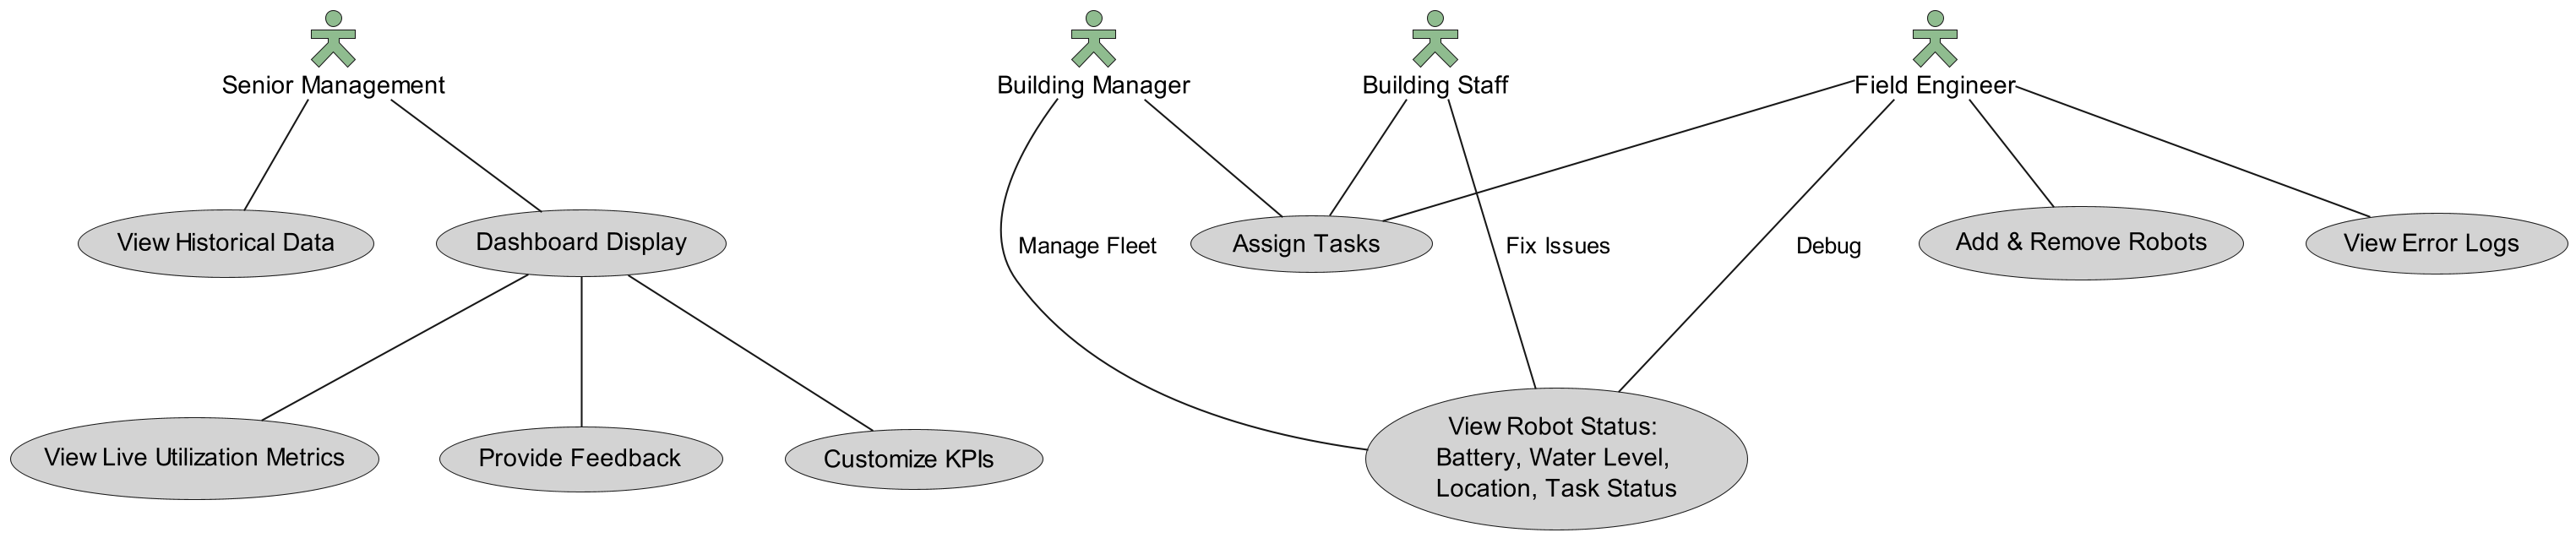 Senior Management
Building Manager
Building Staff
Field Engineer
View Historical Data
Dashboard Display
Manage Fleet
Assign Tasks
Fix Issues
Debug
Add & Remove Robots
View Error Logs
View Live Utilization Metrics
Provide Feedback
Customize KPIs
View Robot Status:
Battery, Water Level,
Location, Task Status